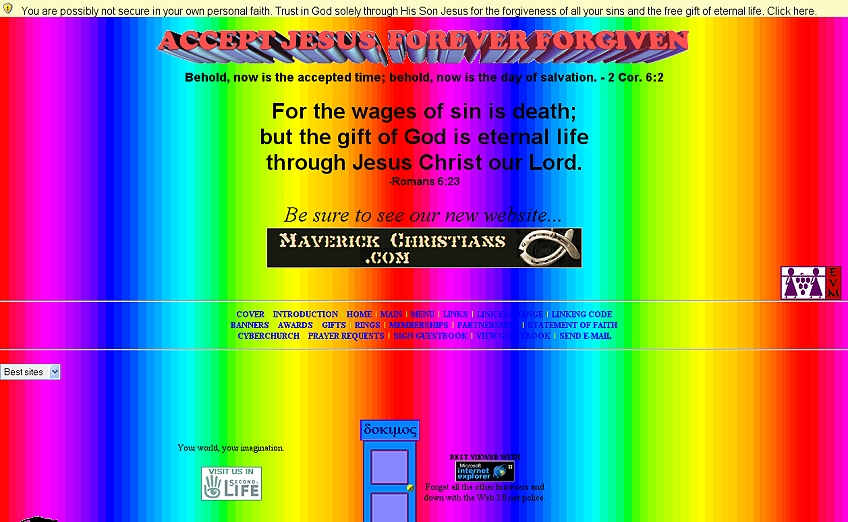 You are possibly not secure in your own personal faith. Trust in God solely through His Son Jesus for the forgiveness of all your sins and the free gift of eternal life. Click here.
ACCEPT JESUS, FOREVER FORGIVEN
Behold, now is the accepted time; behold, now is the day of salvation. - 2 Cor. 6:2
For the wages of sin is death;
but the gift of God is eternal life
through Jesus Christ our Lord.
-Romans 6:23
Be sure to see our new website...
MAVERICK CHRISTIANS
.COM
EVM
COVER | INTRODUCTION | HOME | MAIN | MENU | LINKS | LINK EXCHANGE | LINKING CODE
BANNERS | AWARDS | GIFTS | RINGS | MEMBERSHIPS | PARTNERSHIPS | STATEMENT OF FAITH
CYBERCHURCH | PRAYER REQUESTS | SIGN GUESTBOOK | VIEW GUESTBOOK | SEND E-MAIL
Best sites
δοκιμος
Your world, your imagination.
VISIT US IN
SECOND
LIFE
BEST VIEWED WITH
Microsoft
internet
explorer
Forget all the other browsers and
down with the Web 2.0 net police.